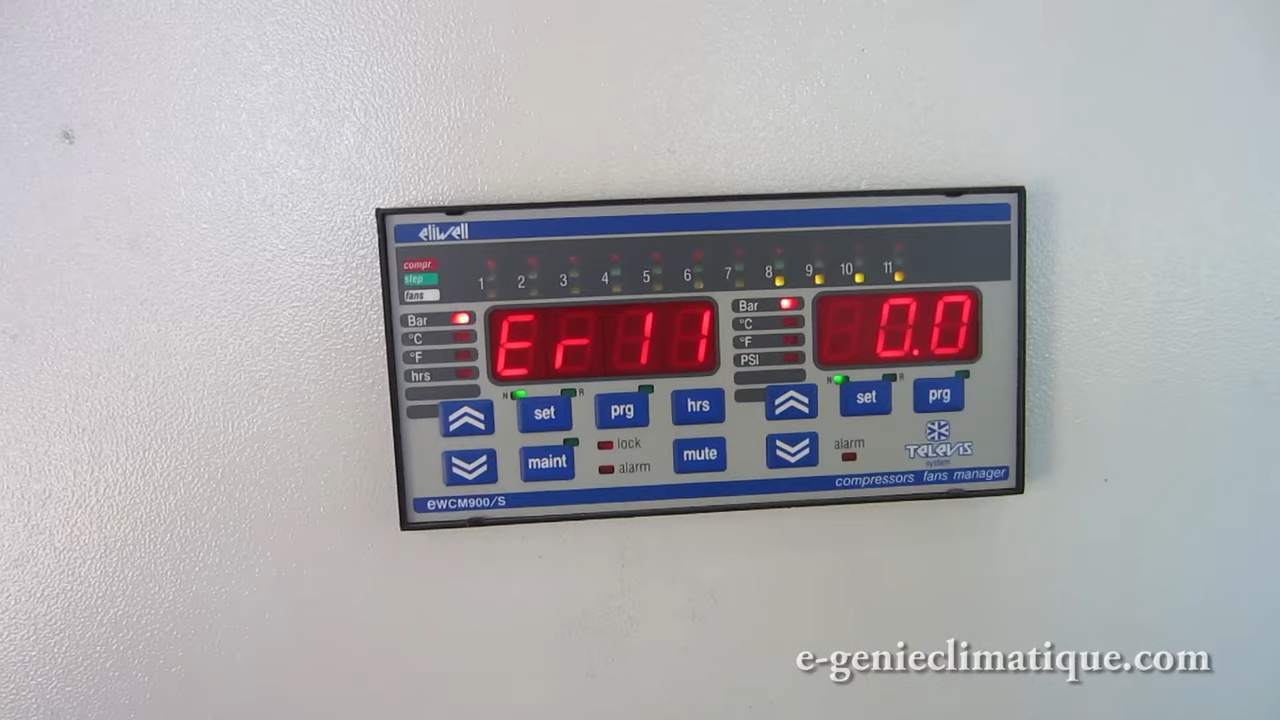 eliwell
compr.
step
fans
1 2 3 4 5 6 7 8 9 10 11
Bar
°C
°F
hrs
Er 11
Bar
°C
°F
PSI
0.0
N R
set
prg
hrs
N R
set
prg
maint
lock
alarm
mute
alarm
TELEVIS
system
eWCM900/S
compressors fans manager
e-genieclimatique.com